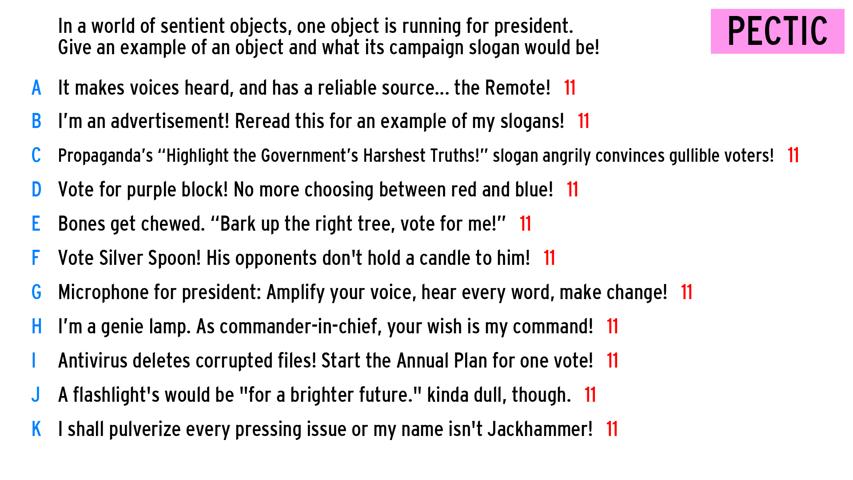 In a world of sentient objects, one object is running for president.
Give an example of an object and what its campaign slogan would be!
PECTIC
A It makes voices heard, and has a reliable source... the Remote! 11
B I'm an advertisement! Reread this for an example of my slogans! 11
C Propaganda's “Highlight the Government's Harshest Truths!” slogan angrily convinces gullible voters! 11
D Vote for purple block! No more choosing between red and blue! 11
E Bones get chewed. “Bark up the right tree, vote for me!” 11
F Vote Silver Spoon! His opponents don't hold a candle to him! 11
G Microphone for president: Amplify your voice, hear every word, make change! 11
H I'm a genie lamp. As commander-in-chief, your wish is my command! 11
I Antivirus deletes corrupted files! Start the Annual Plan for one vote! 11
J A flashlight's would be "for a brighter future." kinda dull, though. 11
K I shall pulverize every pressing issue or my name isn't Jackhammer! 11